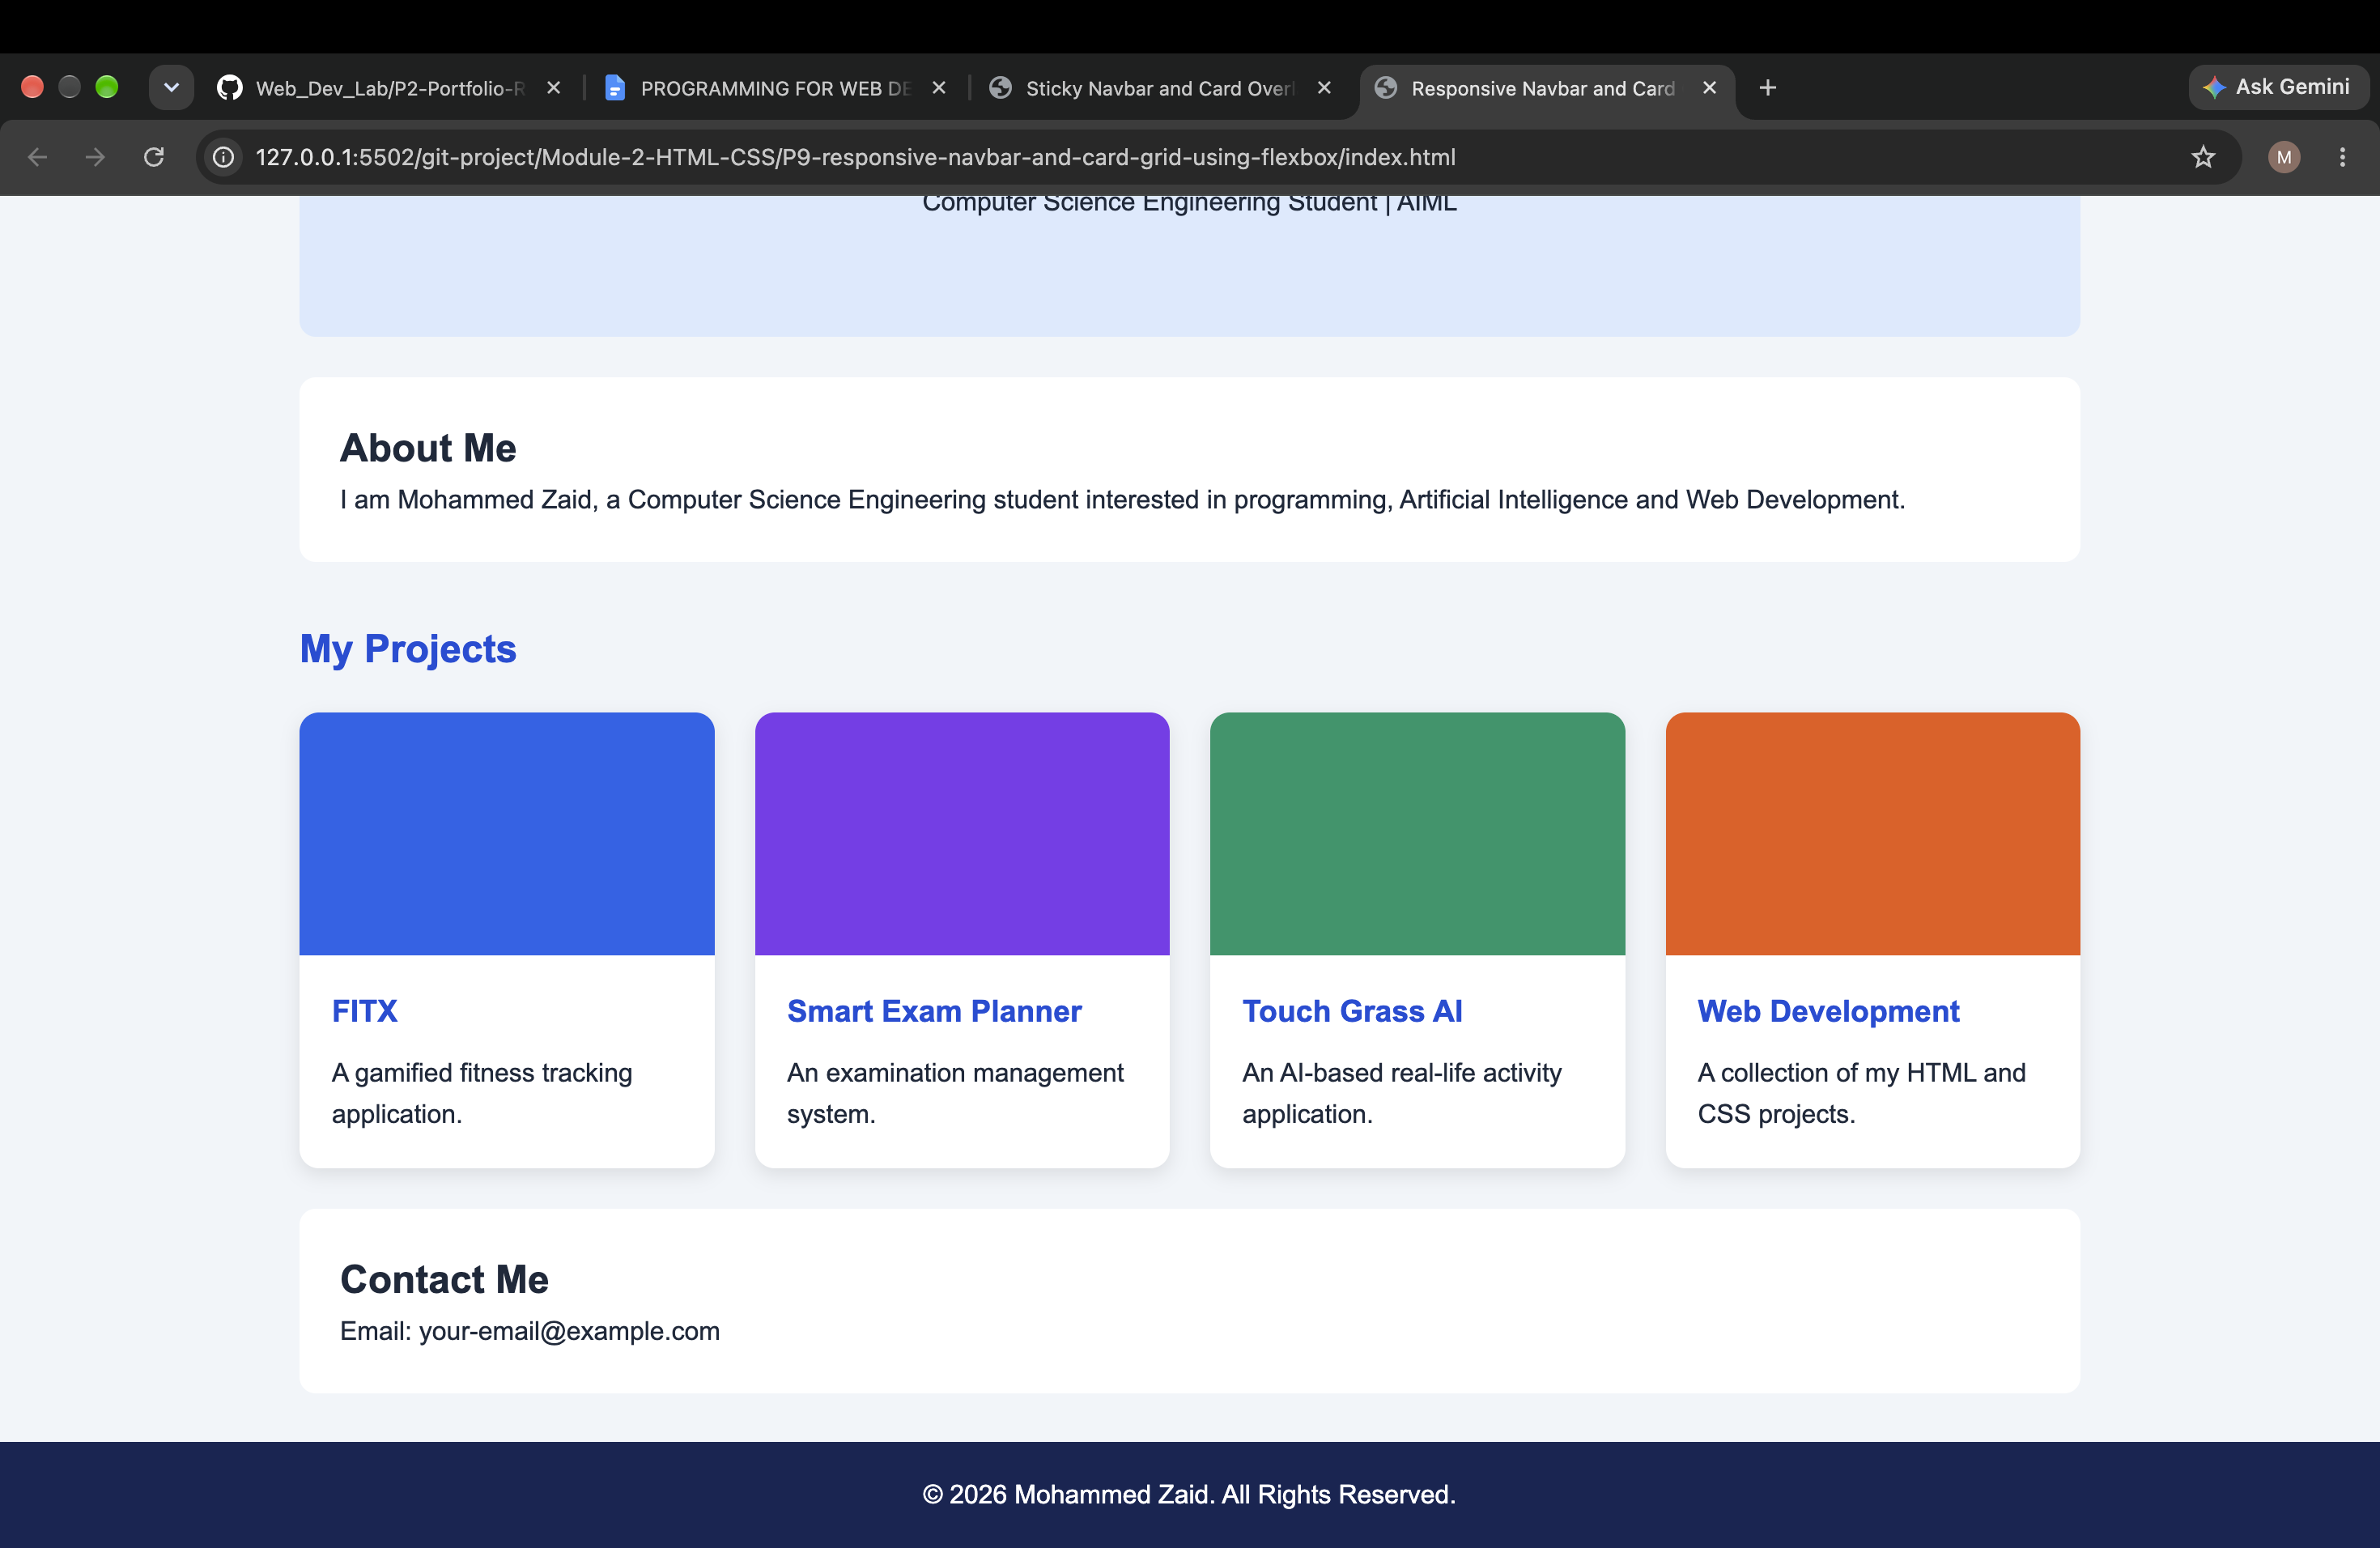 Web_Dev_Lab/P2-Portfolio-R
PROGRAMMING FOR WEB DE
Sticky Navbar and Card Over
Responsive Navbar and Card
Ask Gemini
127.0.0.1:5502/git-project/Module-2-HTML-CSS/P9-responsive-navbar-and-card-grid-using-flexbox/index.html
M
Computer Science Engineering Student | AIML
About Me
I am Mohammed Zaid, a Computer Science Engineering student interested in programming, Artificial Intelligence and Web Development.
My Projects
FITX
A gamified fitness tracking
application.
Smart Exam Planner
An examination management
system.
Touch Grass AI
An AI-based real-life activity
application.
Web Development
A collection of my HTML and
CSS projects.
Contact Me
Email: your-email@example.com
© 2026 Mohammed Zaid. All Rights Reserved.